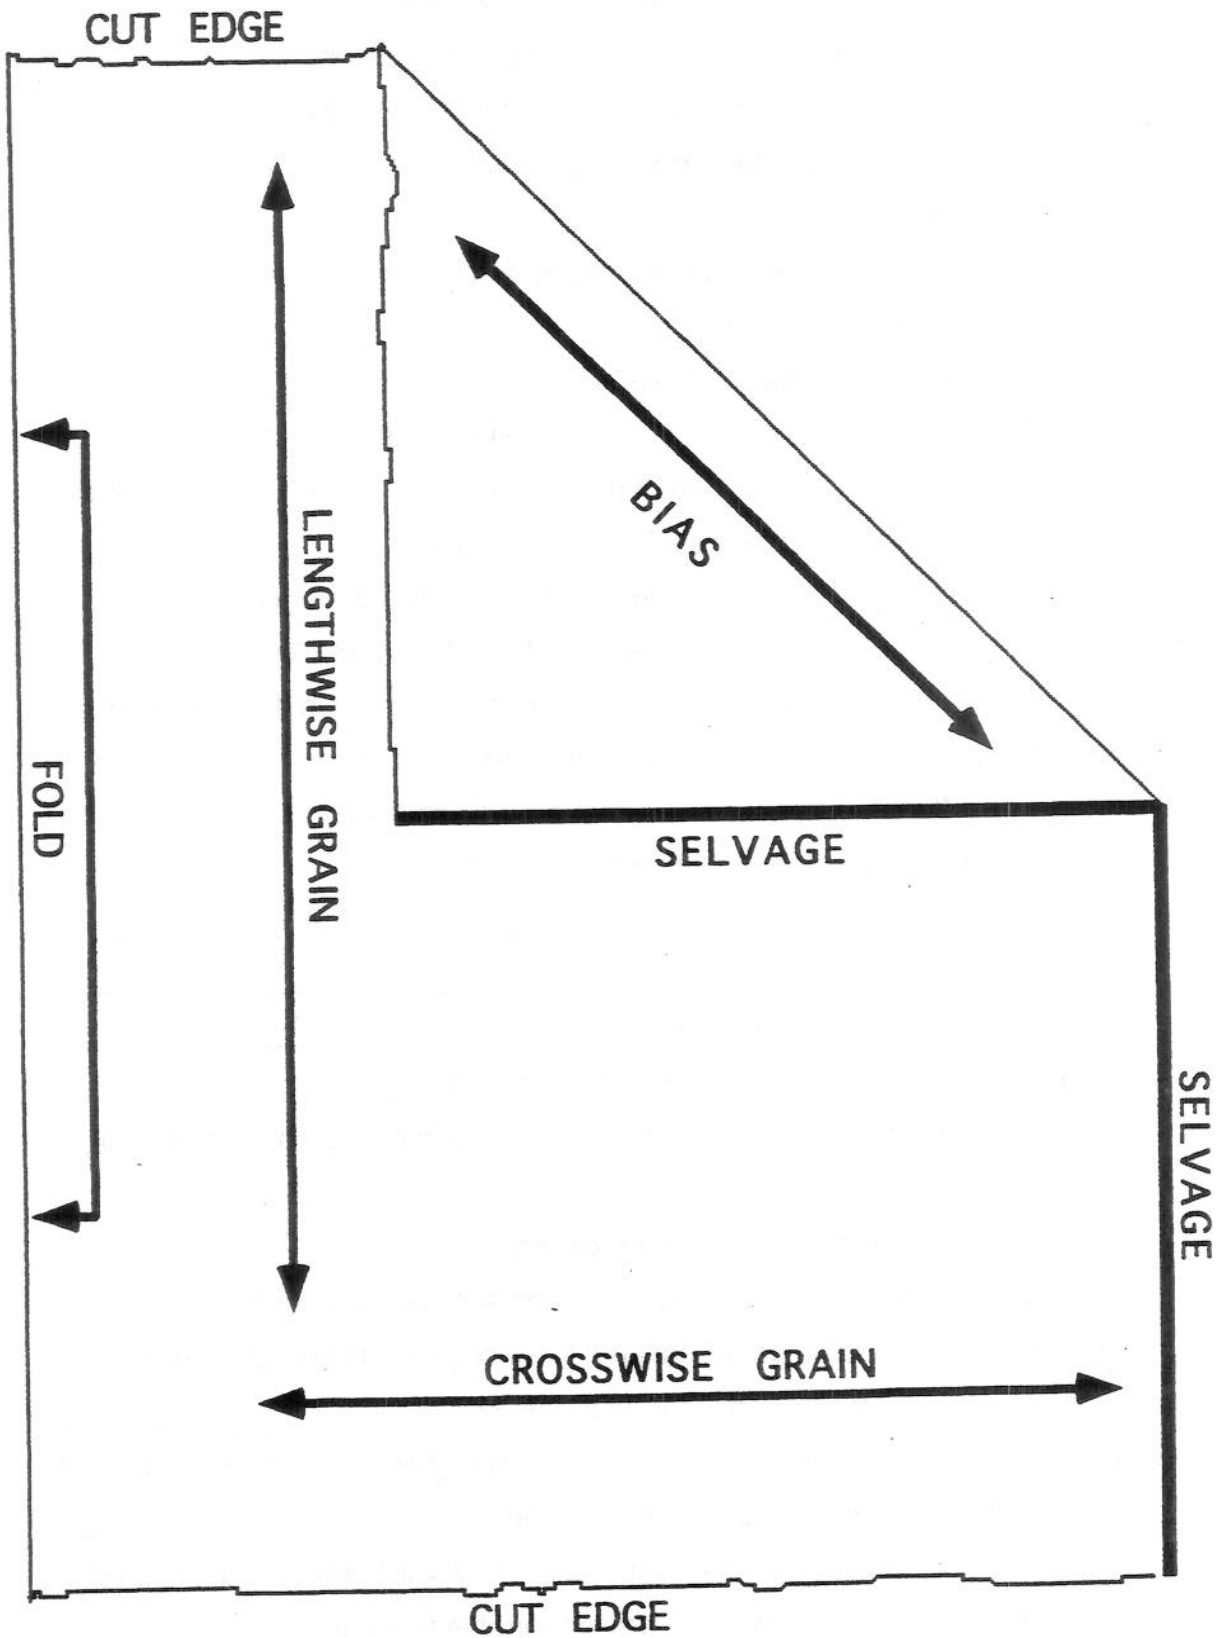 CUT EDGE
BIAS
LENGTHWISE GRAIN
FOLD
SELVAGE
SELVAGE
CROSSWISE GRAIN
CUT EDGE